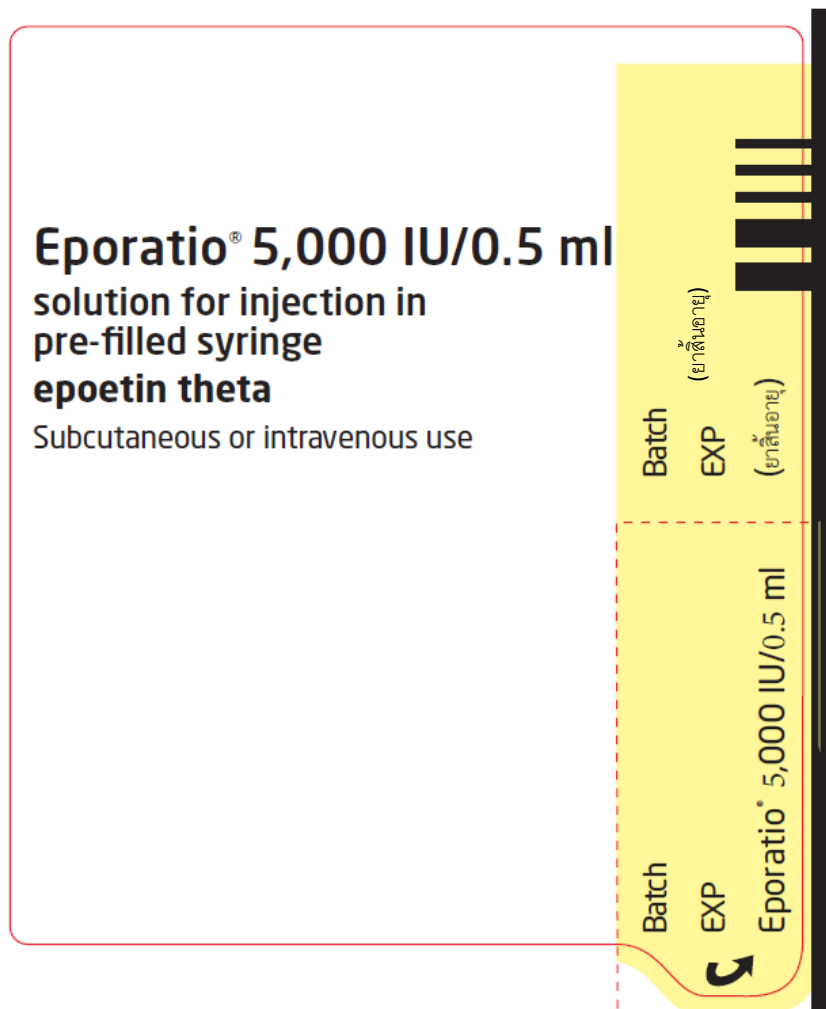 Eporatio® 5,000 IU/0.5 ml
solution for injection in
pre-filled syringe
epoetin theta
Subcutaneous or intravenous use
Batch
EXP (ยาสิ้นอายุ)
(ยาสิ้นอายุ)
Batch
EXP
Eporatio® 5,000 IU/0.5 ml